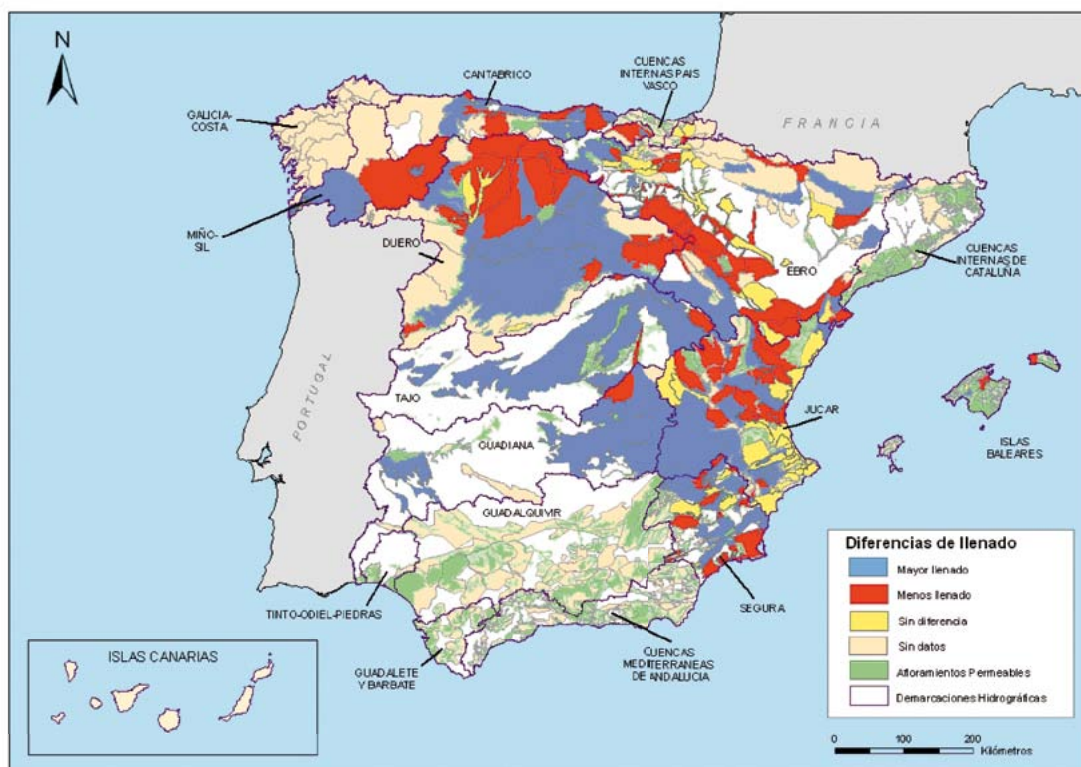 N
CANTABRICO
CUENCAS
INTERNAS PAIS
VASCO
GALICIA-
COSTA
FRANCIA
MIÑO-
SIL
DUERO
EBRO
CUENCAS
INTERNAS DE
CATALUÑA
PORTUGAL
TAJO
JUCAR
GUADIANA
ISLAS
BALEARES
GUADALQUIVIR
TINTO-ODIEL-PIEDRAS
SEGURA
GUADALETE
Y BARBATE
CUENCAS
MEDITERRANEAS
DE ANDALUCIA
ISLAS CANARIAS
Diferencias de llenado
Mayor llenado
Menos llenado
Sin diferencia
Sin datos
Afloramientos Permeables
Demarcaciones Hidrográficas
0 100 200
Kilómetros